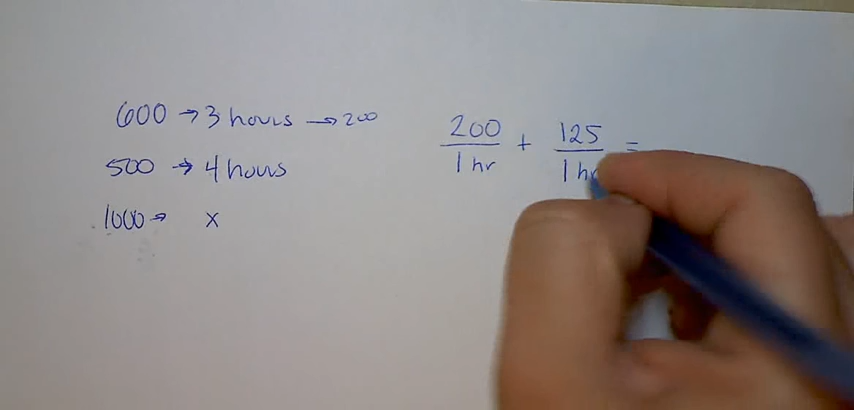 600 → 3 hours → 200
500 → 4 hours
1000 → x
200 / 1 hr + 125 / 1 hr =